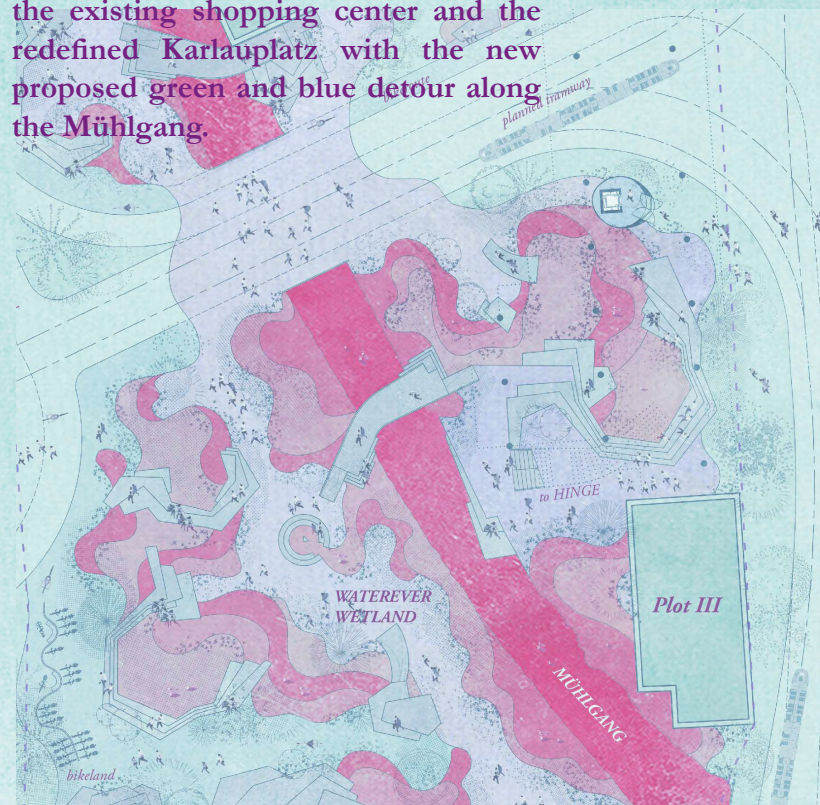 the existing shopping center and the
redefined Karlauplatz with the new
proposed green and blue detour along
the Mühlgang.
planned tramway
to HINGE
WATEREVER
WETLAND
Plot III
MÜHLGANG
bikeland